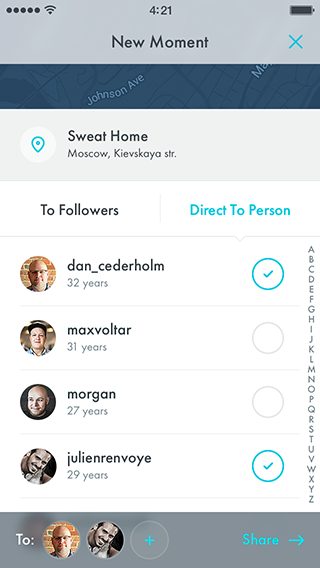 4:21
New Moment
Johnson Ave
Sweat Home
Moscow, Kievskaya str.
To Followers
Direct To Person
dan_cederholm
32 years
maxvoltar
31 years
morgan
27 years
julienrenvoye
29 years
A
B
C
D
E
F
G
H
I
J
K
L
M
N
O
P
Q
R
S
T
U
V
W
X
Y
Z
To:
+
Share →